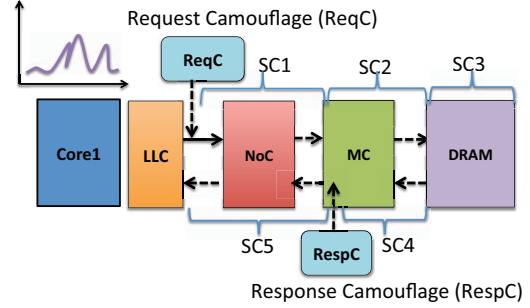 Request Camouflage (ReqC)
ReqC
SC1
SC2
SC3
Core1
LLC
NoC
MC
DRAM
SC5
SC4
RespC
Response Camouflage (RespC)